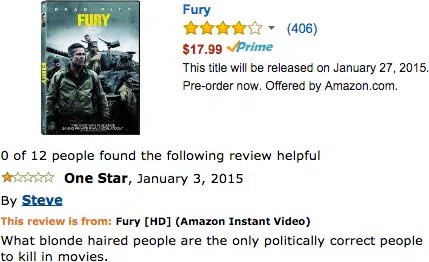 BRAD PITT
FURY
FURY
Fury
(406)
$17.99 Prime
This title will be released on January 27, 2015.
Pre-order now. Offered by Amazon.com.
0 of 12 people found the following review helpful
One Star, January 3, 2015
By Steve
This review is from: Fury [HD] (Amazon Instant Video)
What blonde haired people are the only politically correct people
to kill in movies.